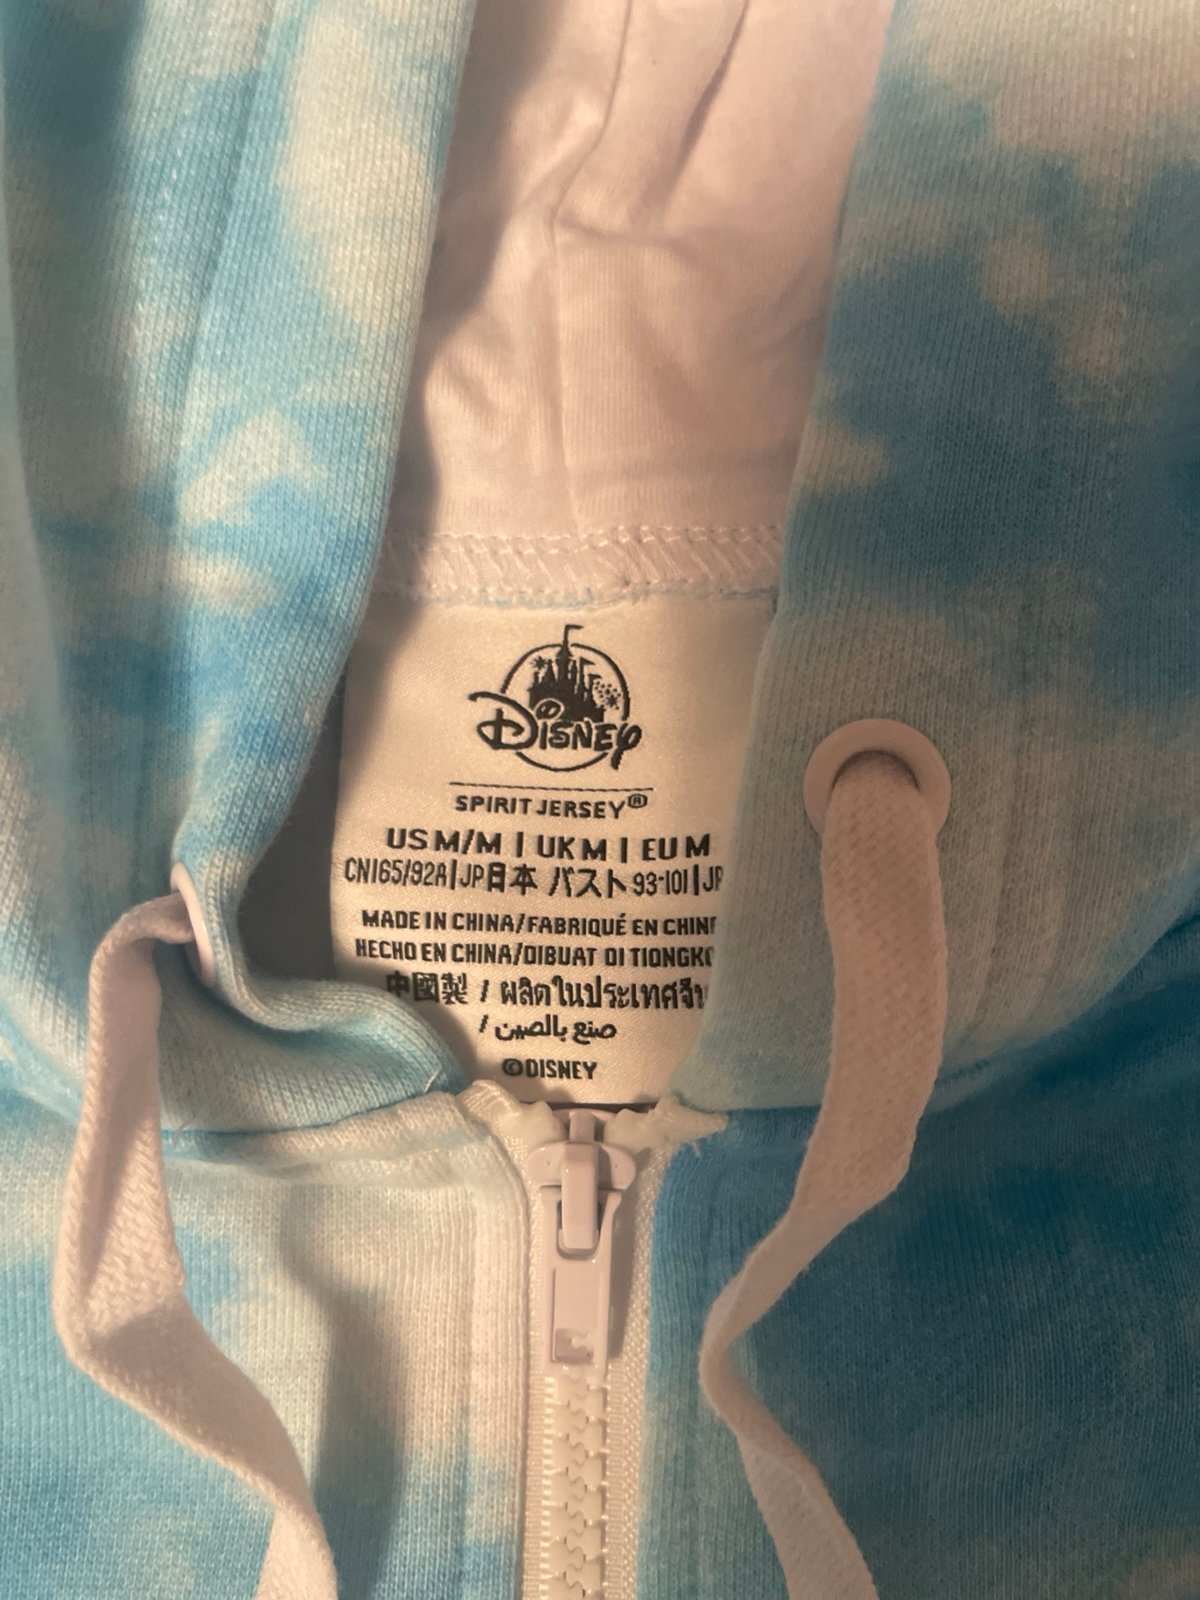 Disney
SPIRIT JERSEY®
US M/M | UK M | EU M
CN165/92A|JP日本 バスト 93-101|JP
MADE IN CHINA/FABRIQUÉ EN
HECHO EN CHINA/DIBUAT DI
中國製 / ผลิตในประเทศจีน
صنع بالصين /
©DISNEY